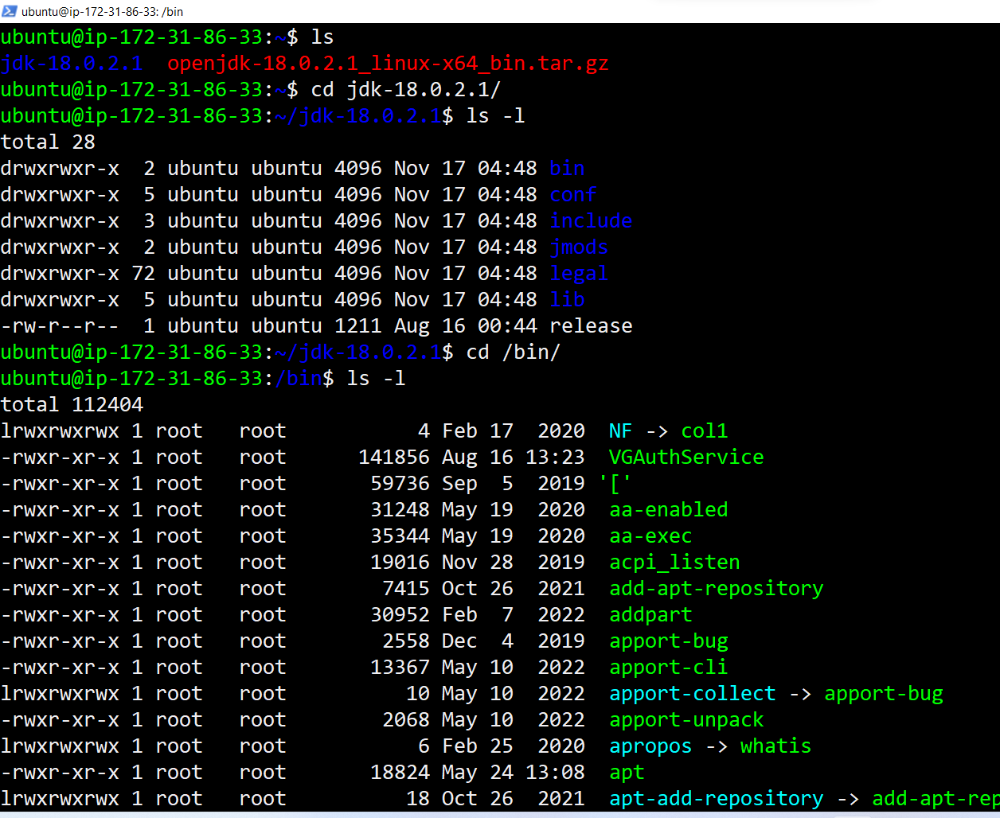 ubuntu@ip-172-31-86-33: /bin
ubuntu@ip-172-31-86-33:~$ ls
jdk-18.0.2.1  openjdk-18.0.2.1_linux-x64_bin.tar.gz
ubuntu@ip-172-31-86-33:~$ cd jdk-18.0.2.1/
ubuntu@ip-172-31-86-33:~/jdk-18.0.2.1$ ls -l
total 28
drwxrwxr-x  2 ubuntu ubuntu 4096 Nov 17 04:48 bin
drwxrwxr-x  5 ubuntu ubuntu 4096 Nov 17 04:48 conf
drwxrwxr-x  3 ubuntu ubuntu 4096 Nov 17 04:48 include
drwxrwxr-x  2 ubuntu ubuntu 4096 Nov 17 04:48 jmods
drwxrwxr-x 72 ubuntu ubuntu 4096 Nov 17 04:48 legal
drwxrwxr-x  5 ubuntu ubuntu 4096 Nov 17 04:48 lib
-rw-r--r--  1 ubuntu ubuntu 1211 Aug 16 00:44 release
ubuntu@ip-172-31-86-33:~/jdk-18.0.2.1$ cd /bin/
ubuntu@ip-172-31-86-33:/bin$ ls -l
total 112404
lrwxrwxrwx 1 root   root           4 Feb 17  2020  NF -> col1
-rwxr-xr-x 1 root   root      141856 Aug 16 13:23  VGAuthService
-rwxr-xr-x 1 root   root       59736 Sep  5  2019 '['
-rwxr-xr-x 1 root   root       31248 May 19  2020  aa-enabled
-rwxr-xr-x 1 root   root       35344 May 19  2020  aa-exec
-rwxr-xr-x 1 root   root       19016 Nov 28  2019  acpi_listen
-rwxr-xr-x 1 root   root        7415 Oct 26  2021  add-apt-repository
-rwxr-xr-x 1 root   root       30952 Feb  7  2022  addpart
-rwxr-xr-x 1 root   root        2558 Dec  4  2019  apport-bug
-rwxr-xr-x 1 root   root       13367 May 10  2022  apport-cli
lrwxrwxrwx 1 root   root          10 May 10  2022  apport-collect -> apport-bug
-rwxr-xr-x 1 root   root        2068 May 10  2022  apport-unpack
lrwxrwxrwx 1 root   root           6 Feb 25  2020  apropos -> whatis
-rwxr-xr-x 1 root   root       18824 May 24 13:08  apt
lrwxrwxrwx 1 root   root          18 Oct 26  2021  apt-add-repository -> add-apt-rep